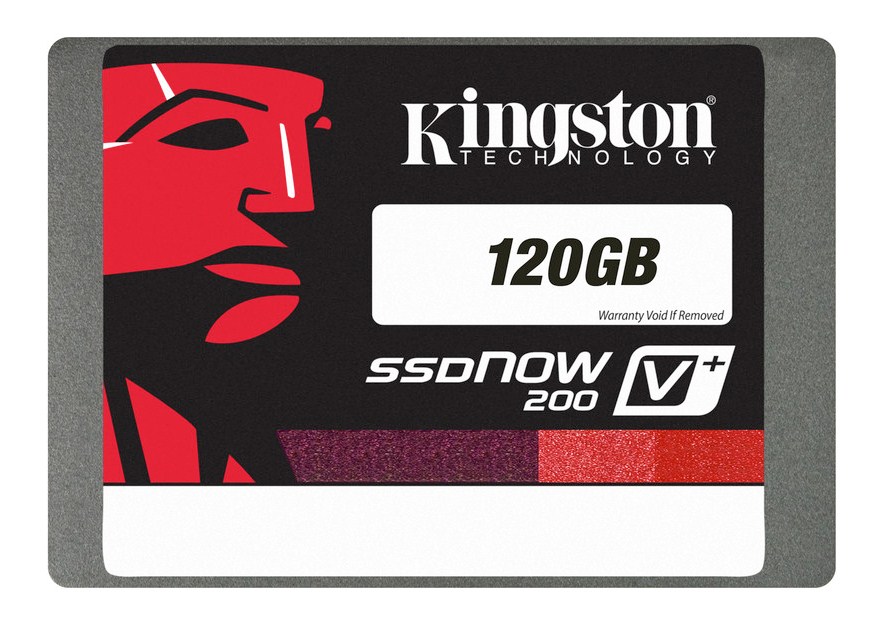 Kingston®
TECHNOLOGY
120GB
Warranty Void If Removed
SSDNOW
200
V+